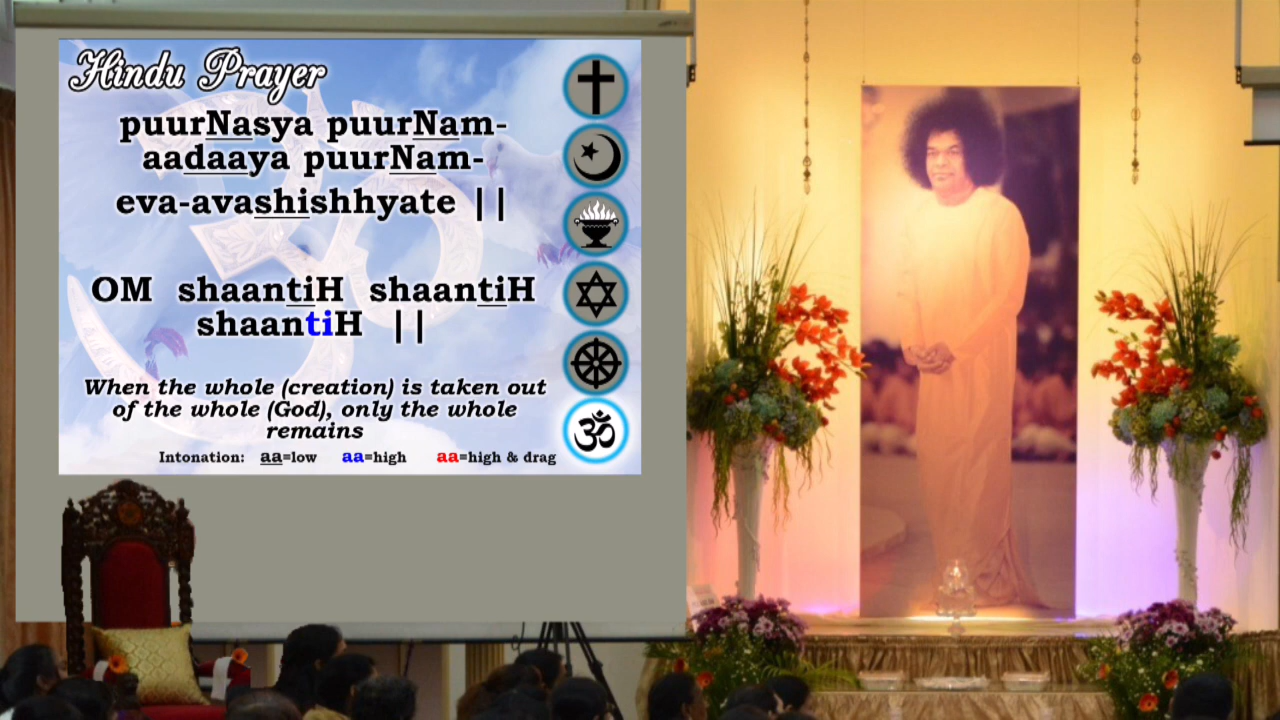 Hindu Prayer
puurNasya puurNam-
aadaaya puurNam-
eva-avashishhyate ||
OM shaantiH shaantiH
shaantiH ||
When the whole (creation) is taken out
of the whole (God), only the whole
remains
Intonation: aa=low aa=high aa=high & drag
ॐ